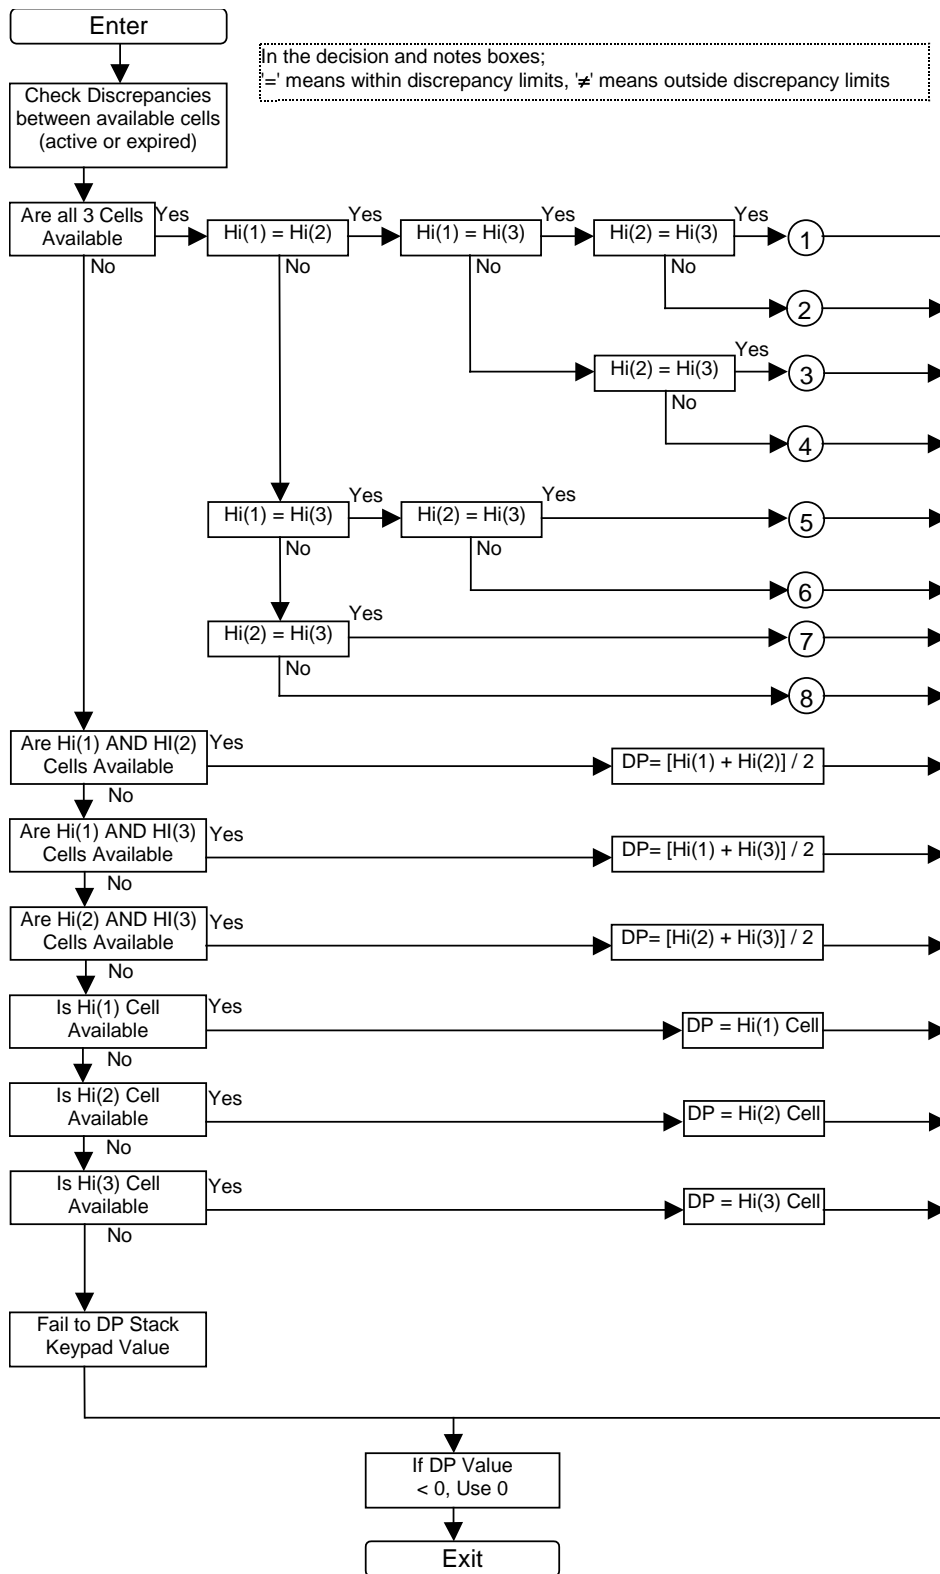 Enter
In the decision and notes boxes;
'=' means within discrepancy limits, '≠' means outside discrepancy limits
Check Discrepancies
between available cells
(active or expired)
Are all 3 Cells
Available
Yes
No
Hi(1) = Hi(2)
Yes
No
Hi(1) = Hi(3)
Yes
No
Hi(2) = Hi(3)
Yes
No
1
2
Hi(2) = Hi(3)
Yes
No
3
4
Hi(1) = Hi(3)
Yes
No
Hi(2) = Hi(3)
Yes
No
5
6
Hi(2) = Hi(3)
Yes
No
7
8
Are Hi(1) AND HI(2)
Cells Available
Yes
No
DP= [Hi(1) + Hi(2)] / 2
Are Hi(1) AND HI(3)
Cells Available
Yes
No
DP= [Hi(1) + Hi(3)] / 2
Are Hi(2) AND HI(3)
Cells Available
Yes
No
DP= [Hi(2) + Hi(3)] / 2
Is Hi(1) Cell
Available
Yes
No
DP = Hi(1) Cell
Is Hi(2) Cell
Available
Yes
No
DP = Hi(2) Cell
Is Hi(3) Cell
Available
Yes
No
DP = Hi(3) Cell
Fail to DP Stack
Keypad Value
If DP Value
< 0, Use 0
Exit